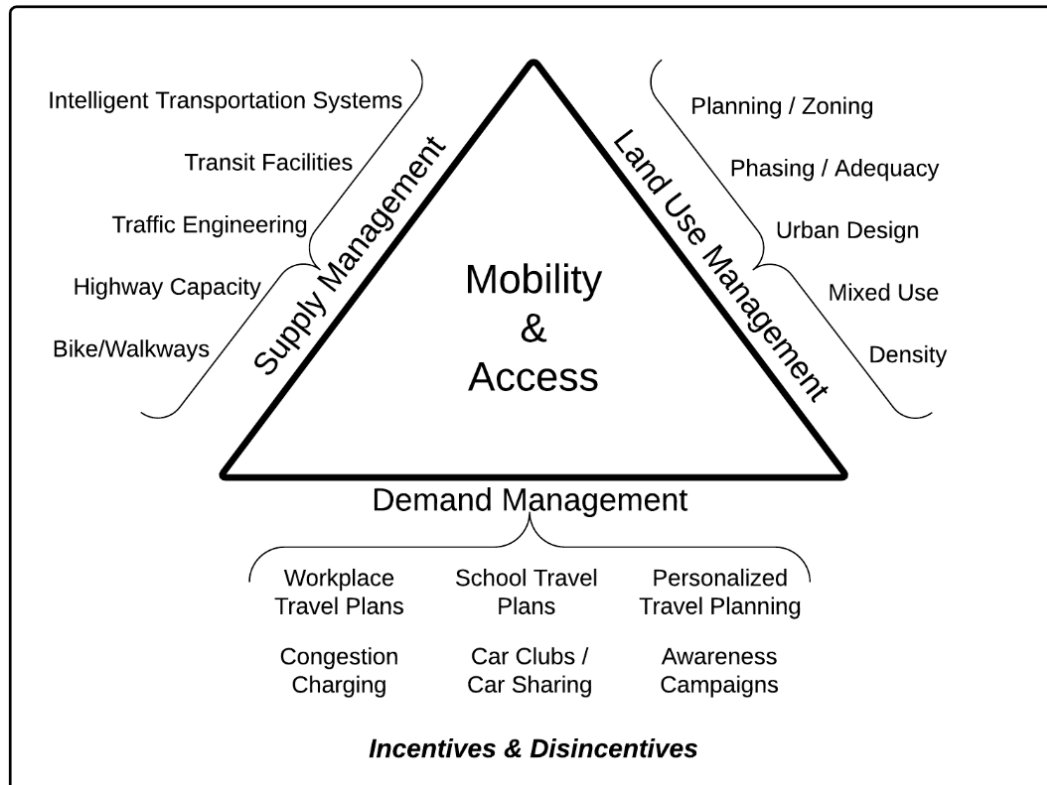 Intelligent Transportation Systems
Transit Facilities
Traffic Engineering
Highway Capacity
Bike/Walkways
Supply Management
Mobility
&
Access
Land Use Management
Planning / Zoning
Phasing / Adequacy
Urban Design
Mixed Use
Density
Demand Management
Workplace
Travel Plans
School Travel
Plans
Personalized
Travel Planning
Congestion
Charging
Car Clubs /
Car Sharing
Awareness
Campaigns
Incentives & Disincentives